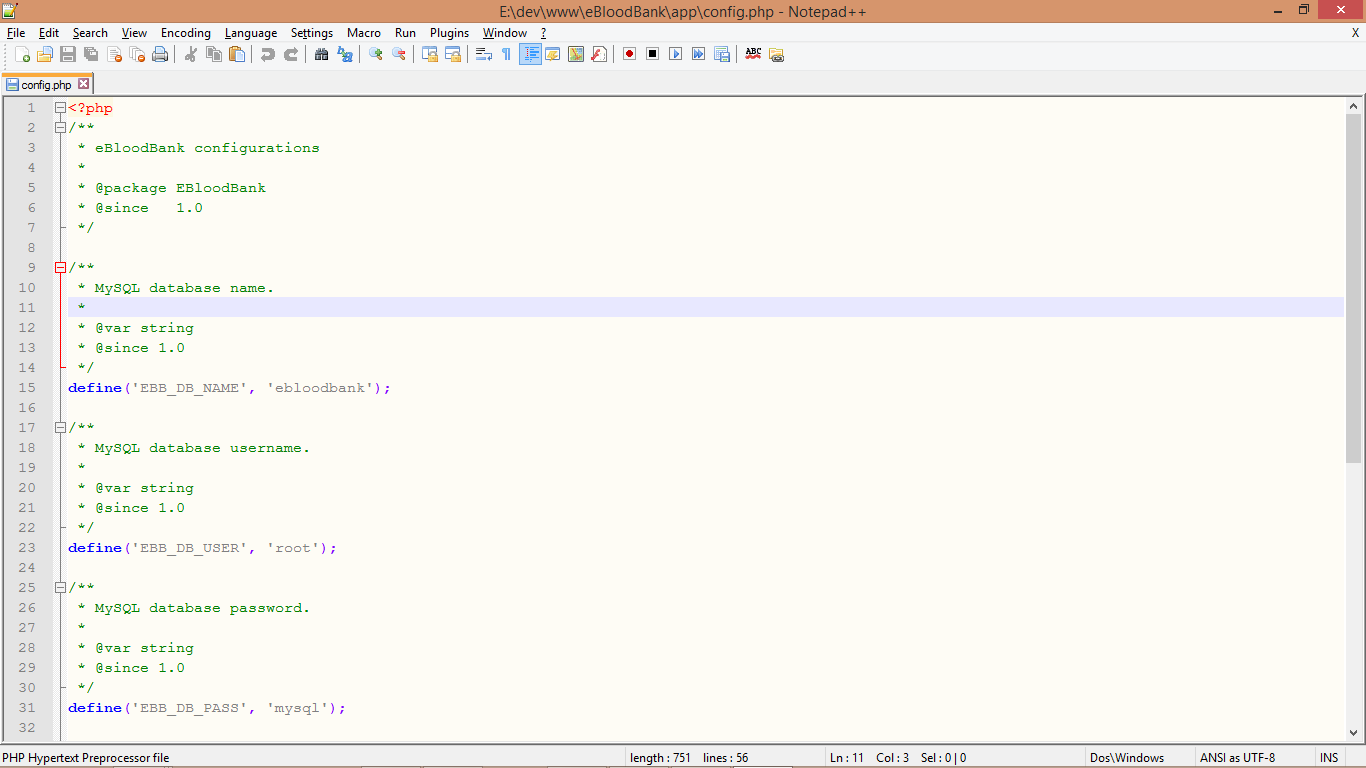 E:\dev\www\eBloodBank\app\config.php - Notepad++
File Edit Search View Encoding Language Settings Macro Run Plugins Window ? X
ABC
config.php
1 <?php
2 /**
3 * eBloodBank configurations
4 *
5 * @package EBloodBank
6 * @since 1.0
7 */
8
9 /**
10 * MySQL database name.
11 *
12 * @var string
13 * @since 1.0
14 */
15 define('EBB_DB_NAME', 'ebloodbank');
16
17 /**
18 * MySQL database username.
19 *
20 * @var string
21 * @since 1.0
22 */
23 define('EBB_DB_USER', 'root');
24
25 /**
26 * MySQL database password.
27 *
28 * @var string
29 * @since 1.0
30 */
31 define('EBB_DB_PASS', 'mysql');
32
PHP Hypertext Preprocessor file length : 751 lines : 56 Ln : 11 Col : 3 Sel : 0 | 0 Dos\Windows ANSI as UTF-8 INS